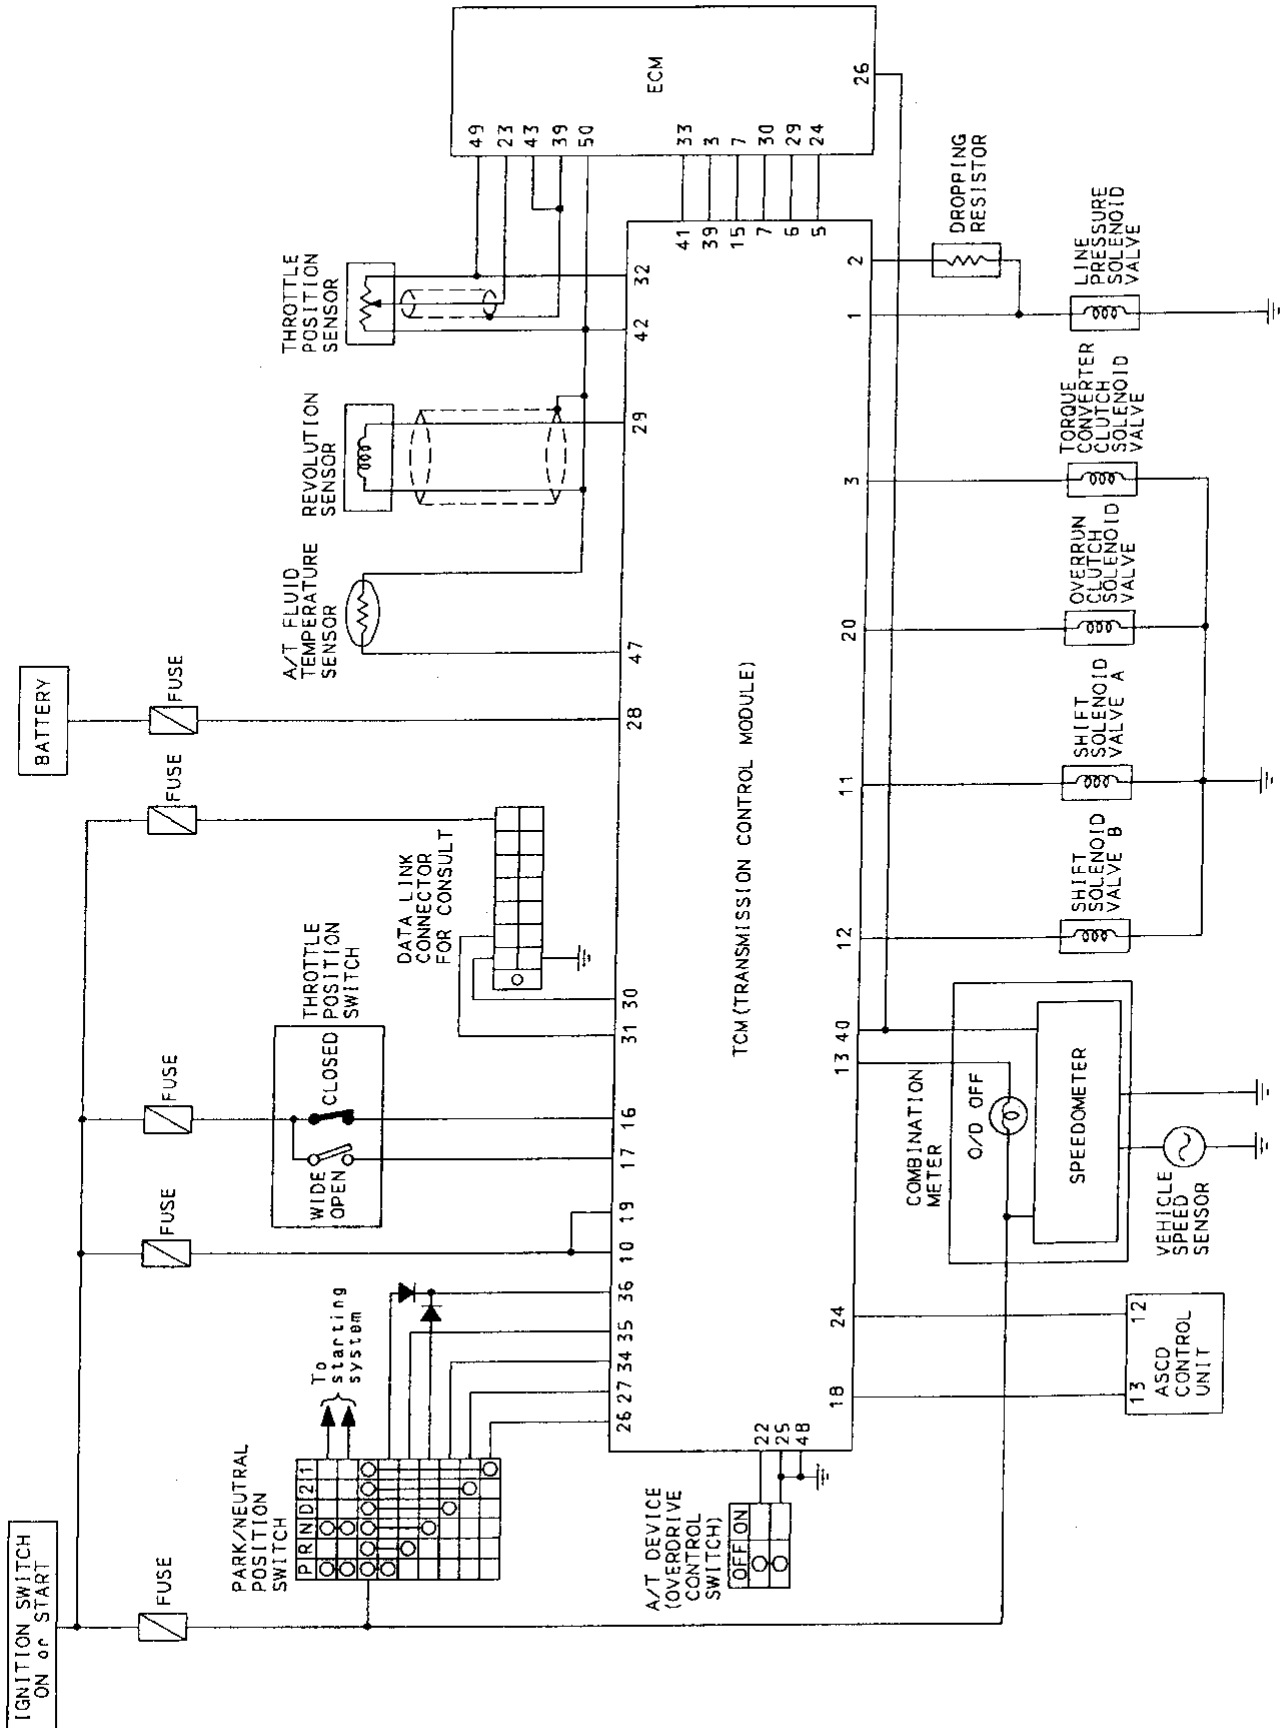 IGNITION SWITCH
ON or START
BATTERY
FUSE
FUSE
FUSE
FUSE
FUSE
FUSE
PARK/NEUTRAL
POSITION
SWITCH
P R N D 2 1
To
starting
system
THROTTLE
POSITION
SWITCH
WIDE
OPEN
CLOSED
DATA LINK
CONNECTOR
FOR CONSULT
A/T FLUID
TEMPERATURE
SENSOR
REVOLUTION
SENSOR
THROTTLE
POSITION
SENSOR
ECM
49
23
43
39
50
33
3
7
30
29
24
26
26 27 34 35 36 10 19 17 16 31 30 28 47 29 42 32
41
39
15
7
6
5
TCM(TRANSMISSION CONTROL MODULE)
22
25
48
18 24 13 40 12 11 20 3 1 2
A/T DEVICE
(OVERDRIVE
CONTROL
SWITCH)
OFF ON
13 12
ASCD
CONTROL
UNIT
COMBINATION
METER
O/D OFF
SPEEDOMETER
VEHICLE
SPEED
SENSOR
SHIFT
SOLENOID
VALVE B
SHIFT
SOLENOID
VALVE A
OVERRUN
CLUTCH
SOLENOID
VALVE
TORQUE
CONVERTER
CLUTCH
SOLENOID
VALVE
LINE
PRESSURE
SOLENOID
VALVE
DROPPING
RESISTOR